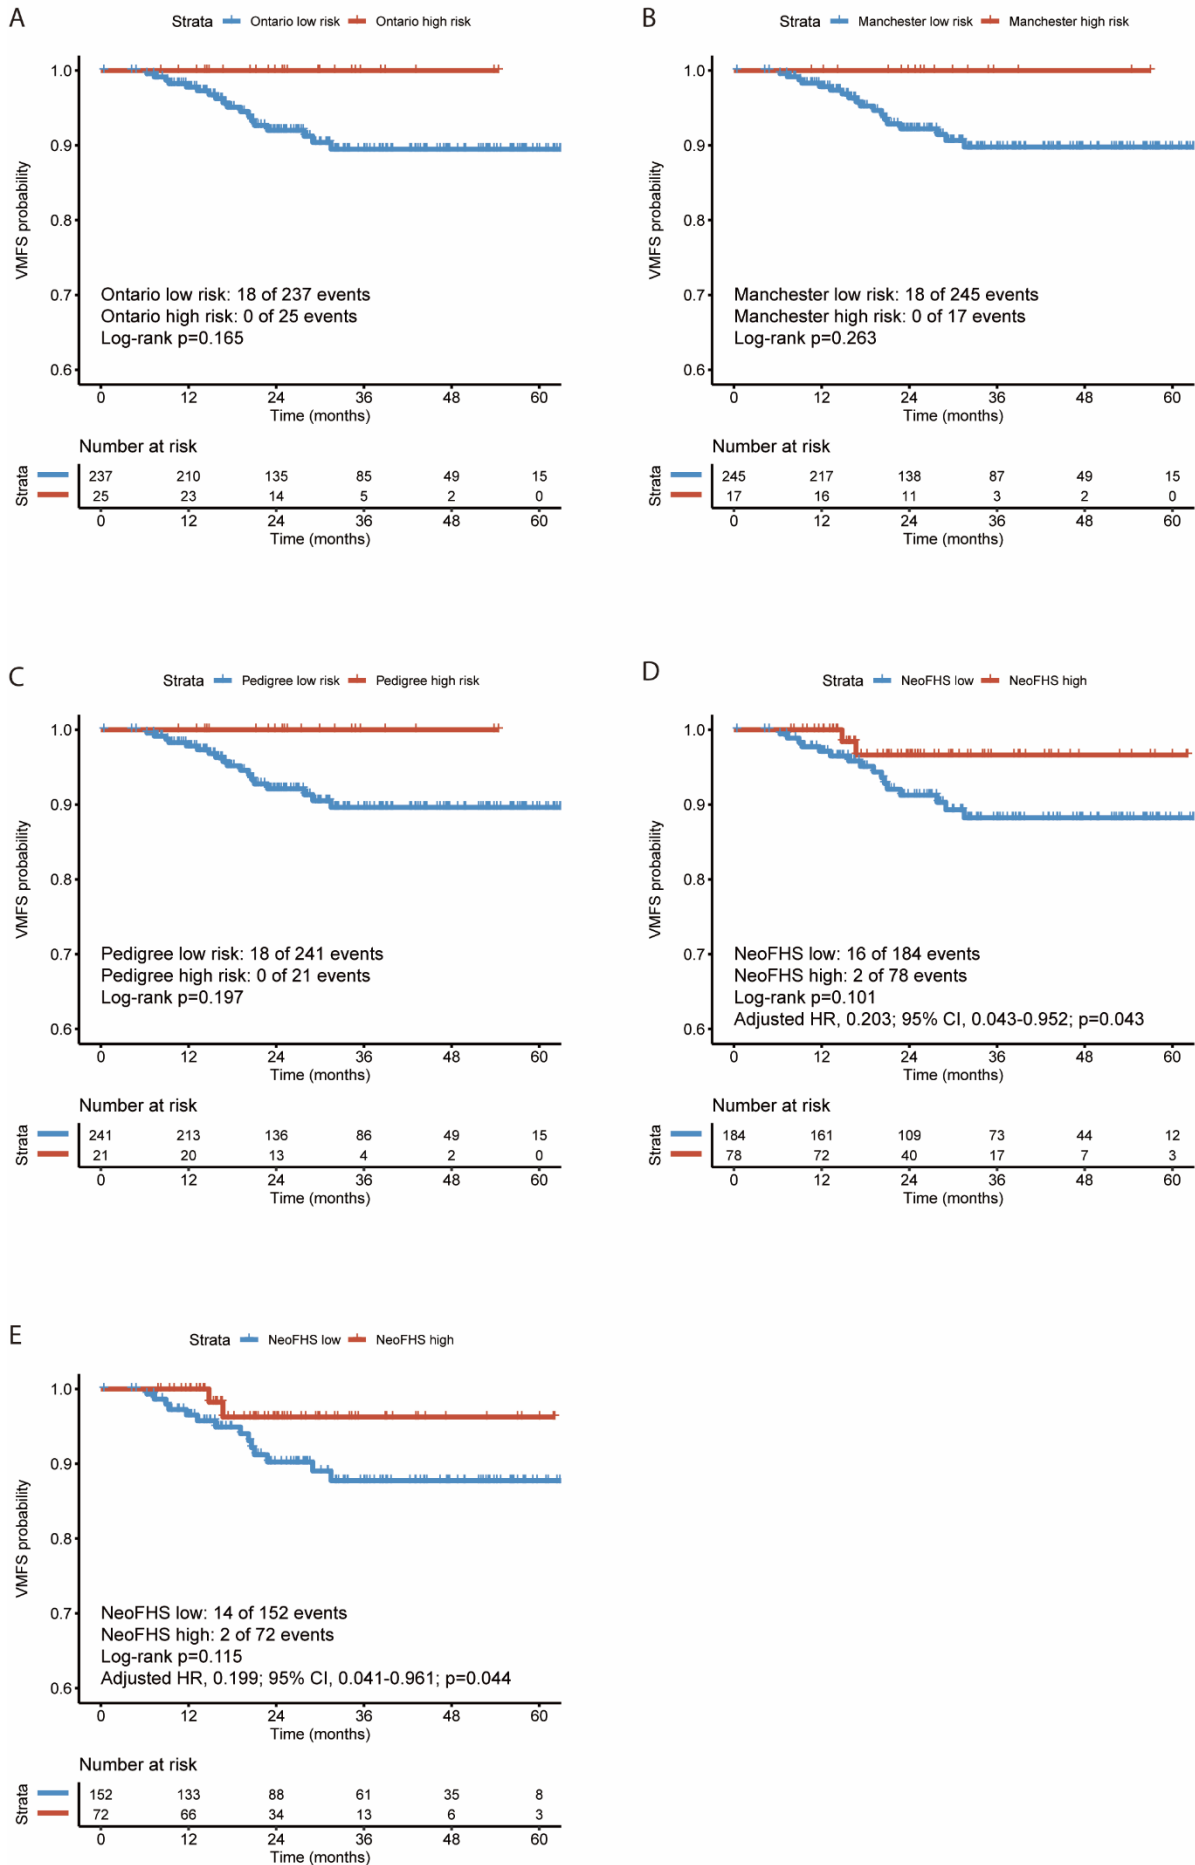 A
Strata Ontario low risk Ontario high risk
VMFS probability
1.0
0.9
0.8
0.7
0.6
Ontario low risk: 18 of 237 events
Ontario high risk: 0 of 25 events
Log-rank p=0.165
0 12 24 36 48 60
Time (months)
Number at risk
Strata
237 210 135 85 49 15
25 23 14 5 2 0
0 12 24 36 48 60
Time (months)
B
Strata Manchester low risk Manchester high risk
VMFS probability
1.0
0.9
0.8
0.7
0.6
Manchester low risk: 18 of 245 events
Manchester high risk: 0 of 17 events
Log-rank p=0.263
0 12 24 36 48 60
Time (months)
Number at risk
Strata
245 217 138 87 49 15
17 16 11 3 2 0
0 12 24 36 48 60
Time (months)
C
Strata Pedigree low risk Pedigree high risk
VMFS probability
1.0
0.9
0.8
0.7
0.6
Pedigree low risk: 18 of 241 events
Pedigree high risk: 0 of 21 events
Log-rank p=0.197
0 12 24 36 48 60
Time (months)
Number at risk
Strata
241 213 136 86 49 15
21 20 13 4 2 0
0 12 24 36 48 60
Time (months)
D
Strata NeoFHS low NeoFHS high
VMFS probability
1.0
0.9
0.8
0.7
0.6
NeoFHS low: 16 of 184 events
NeoFHS high: 2 of 78 events
Log-rank p=0.101
Adjusted HR, 0.203; 95% CI, 0.043-0.952; p=0.043
0 12 24 36 48 60
Time (months)
Number at risk
Strata
184 161 109 73 44 12
78 72 40 17 7 3
0 12 24 36 48 60
Time (months)
E
Strata NeoFHS low NeoFHS high
VMFS probability
1.0
0.9
0.8
0.7
0.6
NeoFHS low: 14 of 152 events
NeoFHS high: 2 of 72 events
Log-rank p=0.115
Adjusted HR, 0.199; 95% CI, 0.041-0.961; p=0.044
0 12 24 36 48 60
Time (months)
Number at risk
Strata
152 133 88 61 35 8
72 66 34 13 6 3
0 12 24 36 48 60
Time (months)